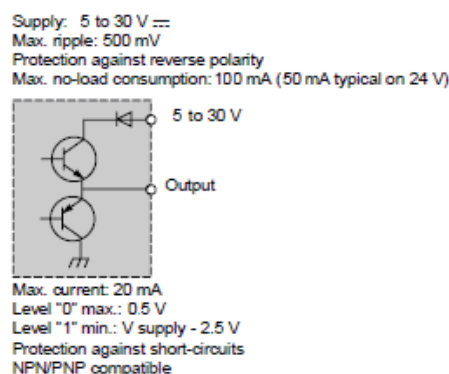 Supply: 5 to 30 V ⎓
Max. ripple: 500 mV
Protection against reverse polarity
Max. no-load consumption: 100 mA (50 mA typical on 24 V)
5 to 30 V
Output
Max. current: 20 mA
Level "0" max.: 0.5 V
Level "1" min.: V supply - 2.5 V
Protection against short-circuits
NPN/PNP compatible